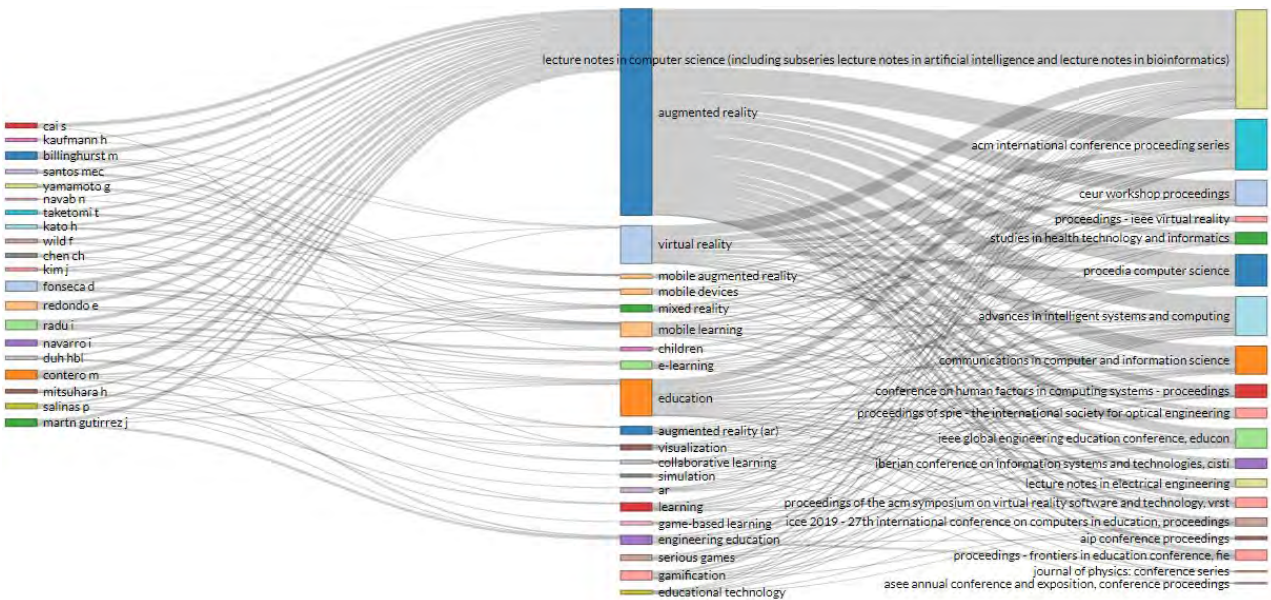 cai s
kaufmann h
billinghurst m
santos mec
yamamoto g
navab n
taketomi t
kato h
wild f
chen ch
kim j
fonseca d
redondo e
radu i
navarro i
duh hbl
contero m
mitsuhara h
salinas p
martn gutirrez j
augmented reality
virtual reality
mobile augmented reality
mobile devices
mixed reality
mobile learning
children
e-learning
education
augmented reality (ar)
visualization
collaborative learning
simulation
ar
learning
game-based learning
engineering education
serious games
gamification
educational technology
lecture notes in computer science (including subseries lecture notes in artificial intelligence and lecture notes in bioinformatics)
acm international conference proceeding series
ceur workshop proceedings
proceedings - ieee virtual reality
studies in health technology and informatics
procedia computer science
advances in intelligent systems and computing
communications in computer and information science
conference on human factors in computing systems - proceedings
proceedings of spie - the international society for optical engineering
ieee global engineering education conference, educon
iberian conference on information systems and technologies, cisti
lecture notes in electrical engineering
proceedings of the acm symposium on virtual reality software and technology, vrst
icce 2019 - 27th international conference on computers in education, proceedings
aip conference proceedings
proceedings - frontiers in education conference, fie
journal of physics: conference series
asee annual conference and exposition, conference proceedings